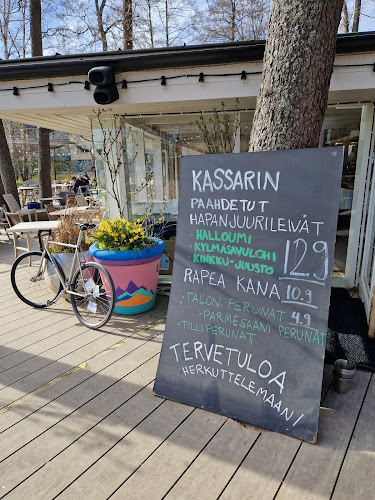 KASSARIN
PAAHDETUT
HAPANJUURILEIVÄT
· HALLOUMI
· KYLMÄSAVULOHI 12.9
· KINKKU-JUUSTO
RAPEA KANA 10.9
· TALON PERUNAT 4.9
· PARMESAANI PERUNAT
· TILLI PERUNAT
TERVETULOA
HERKUTTELEMAAN!